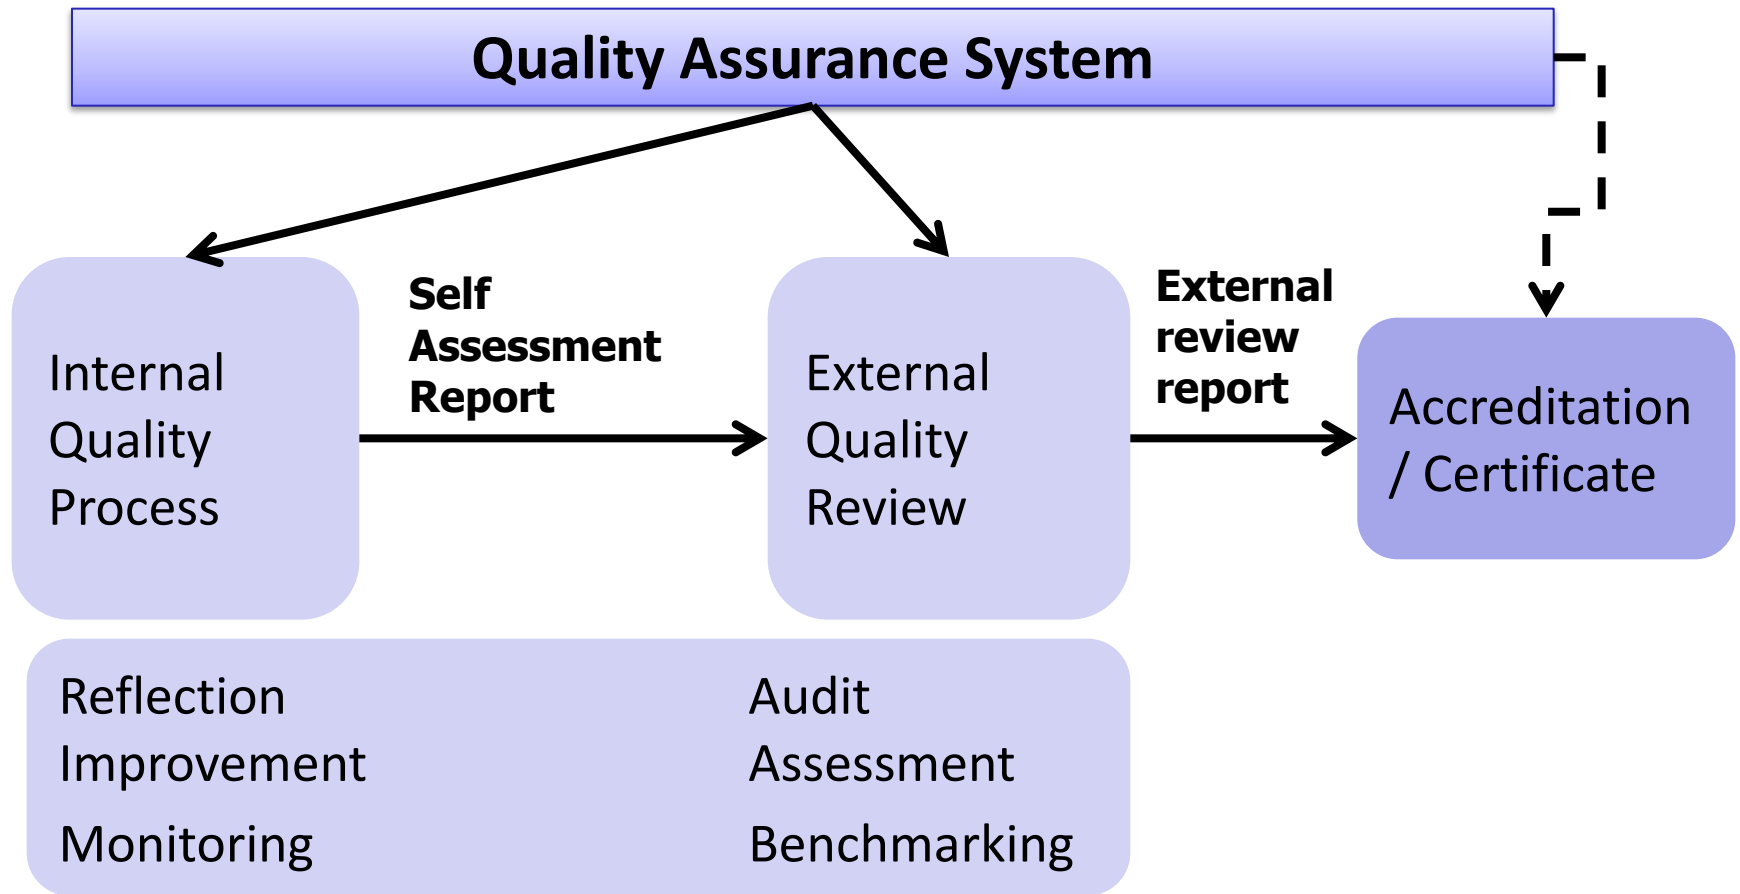 Quality Assurance System
Self
Assessment
Report
External
review
report
Internal
Quality
Process
External
Quality
Review
Accreditation
/ Certificate
Reflection
Improvement
Monitoring
Audit
Assessment
Benchmarking